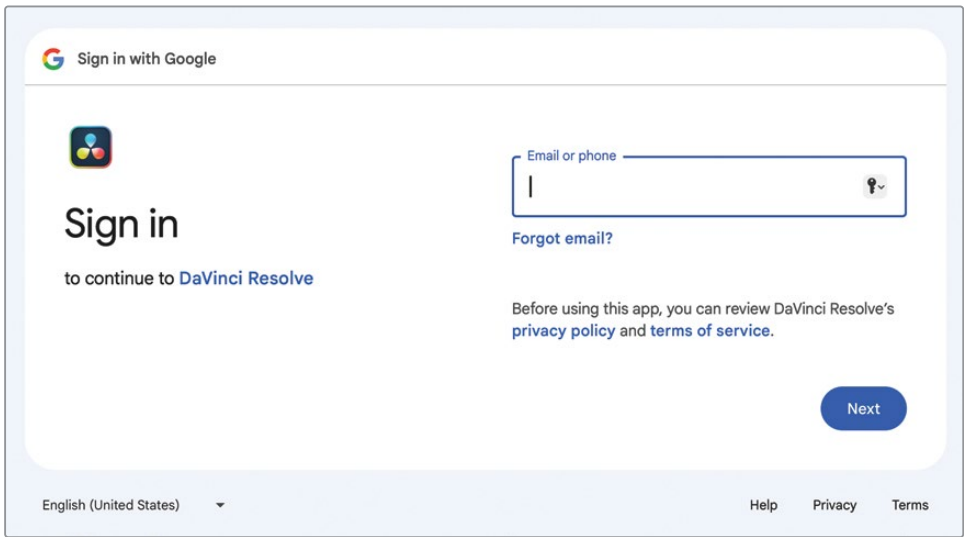 Sign in with Google
Sign in
to continue to DaVinci Resolve
Email or phone
Forgot email?
Before using this app, you can review DaVinci Resolve's
privacy policy and terms of service.
Next
English (United States)
Help Privacy Terms